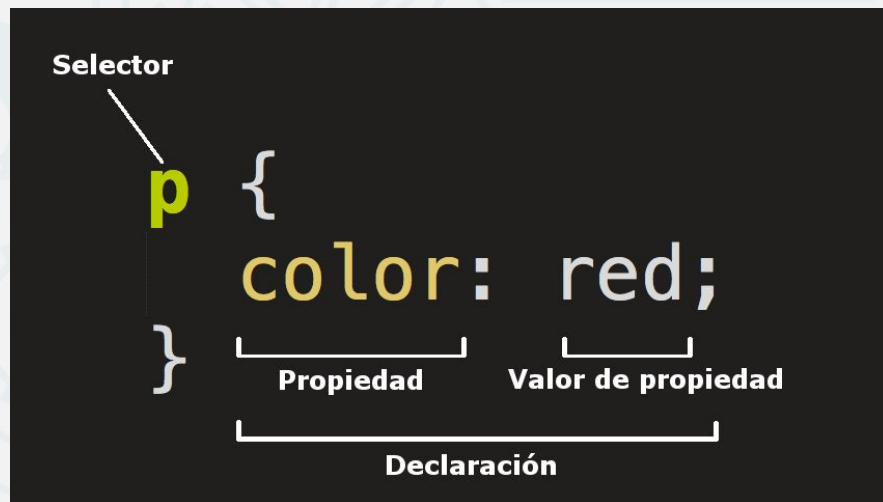 Selector
p {
color: red;
}
Propiedad Valor de propiedad
Declaración